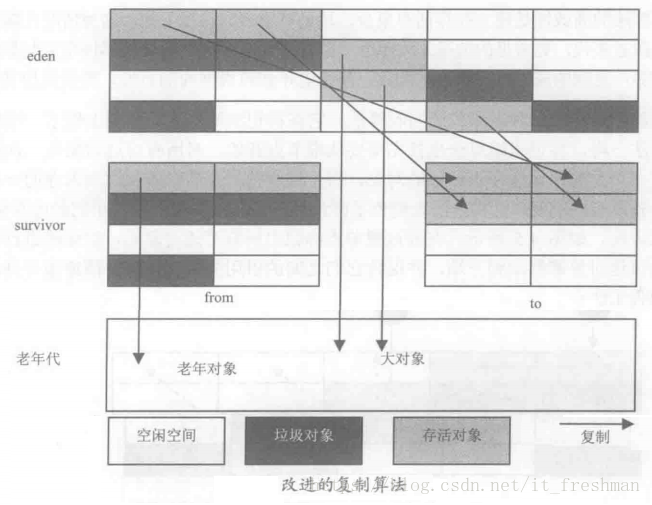 eden
survivor
from
to
老年代
老年对象
大对象
空闲空间
垃圾对象
存活对象
复制
改进的复制算法
log.csdn.net/it_freshman